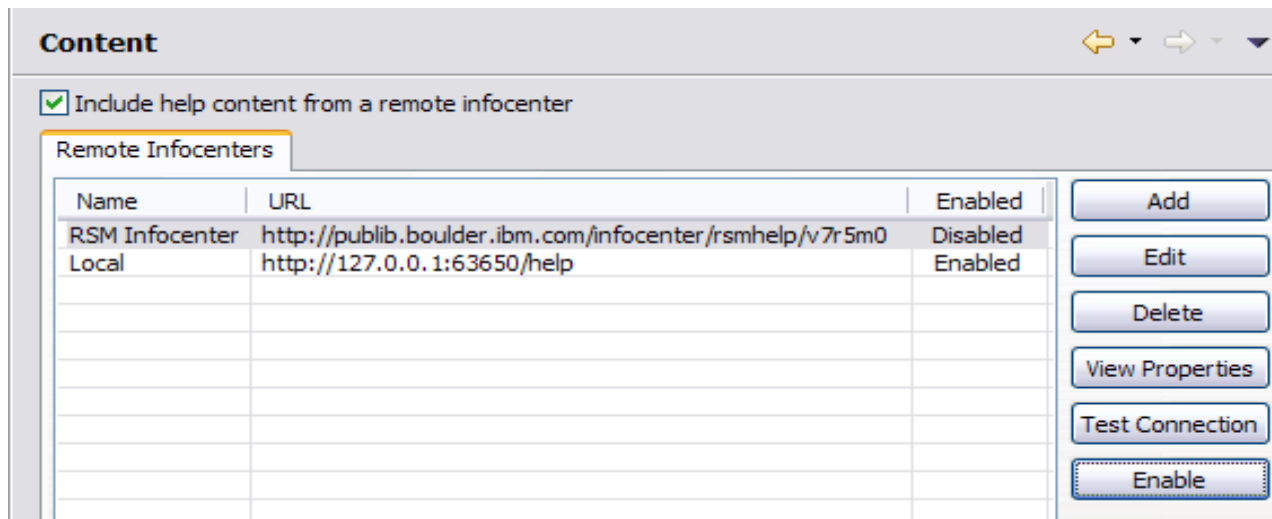 Content
Include help content from a remote infocenter
Remote Infocenters
Name URL Enabled
RSM Infocenter http://publib.boulder.ibm.com/infocenter/rsmhelp/v7r5m0 Disabled
Local http://127.0.0.1:63650/help Enabled
Add
Edit
Delete
View Properties
Test Connection
Enable